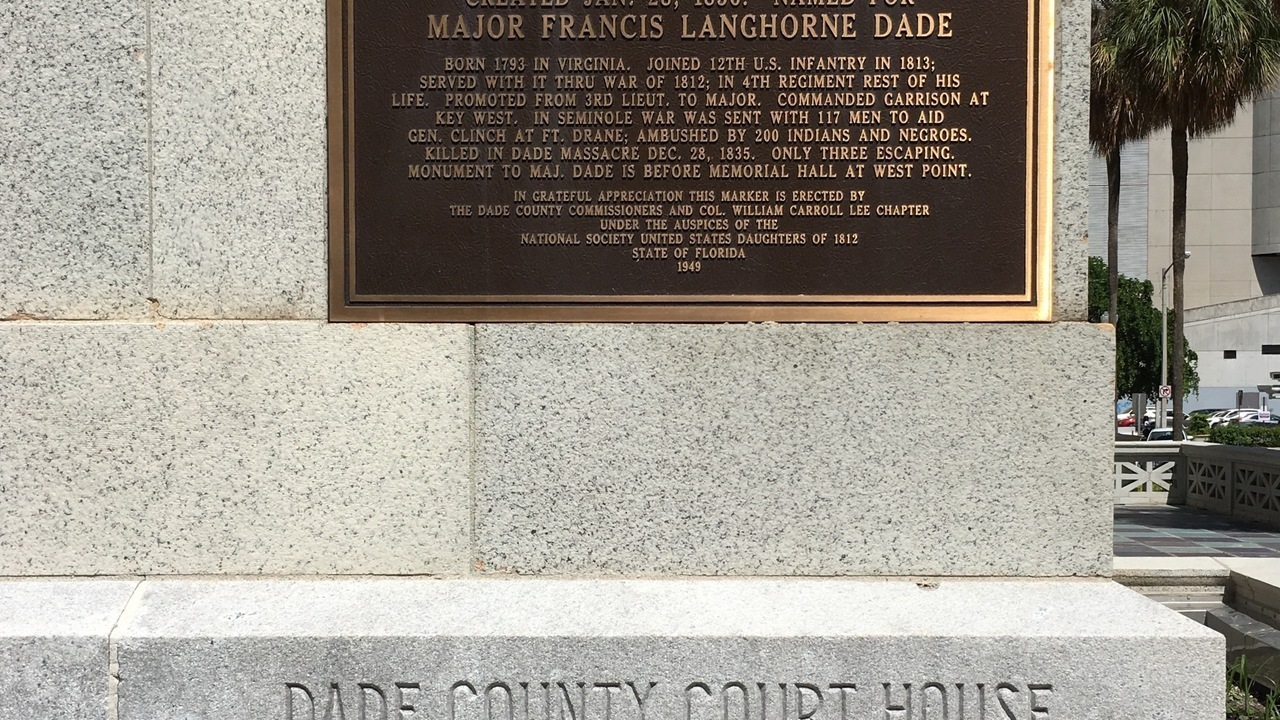 CREATED JAN. 28, 1836. NAMED FOR
MAJOR FRANCIS LANGHORNE DADE
BORN 1793 IN VIRGINIA. JOINED 12TH U.S. INFANTRY IN 1813;
SERVED WITH IT THRU WAR OF 1812; IN 4TH REGIMENT REST OF HIS
LIFE. PROMOTED FROM 3RD LIEUT. TO MAJOR. COMMANDED GARRISON AT
KEY WEST. IN SEMINOLE WAR WAS SENT WITH 117 MEN TO AID
GEN. CLINCH AT FT. DRANE; AMBUSHED BY 200 INDIANS AND NEGROES.
KILLED IN DADE MASSACRE DEC. 28, 1835. ONLY THREE ESCAPING.
MONUMENT TO MAJ. DADE IS BEFORE MEMORIAL HALL AT WEST POINT.
IN GRATEFUL APPRECIATION THIS MARKER IS ERECTED BY
THE DADE COUNTY COMMISSIONERS AND COL. WILLIAM CARROLL LEE CHAPTER
UNDER THE AUSPICES OF THE
NATIONAL SOCIETY UNITED STATES DAUGHTERS OF 1812
STATE OF FLORIDA
1949
DADE COUNTY COURT HOUSE